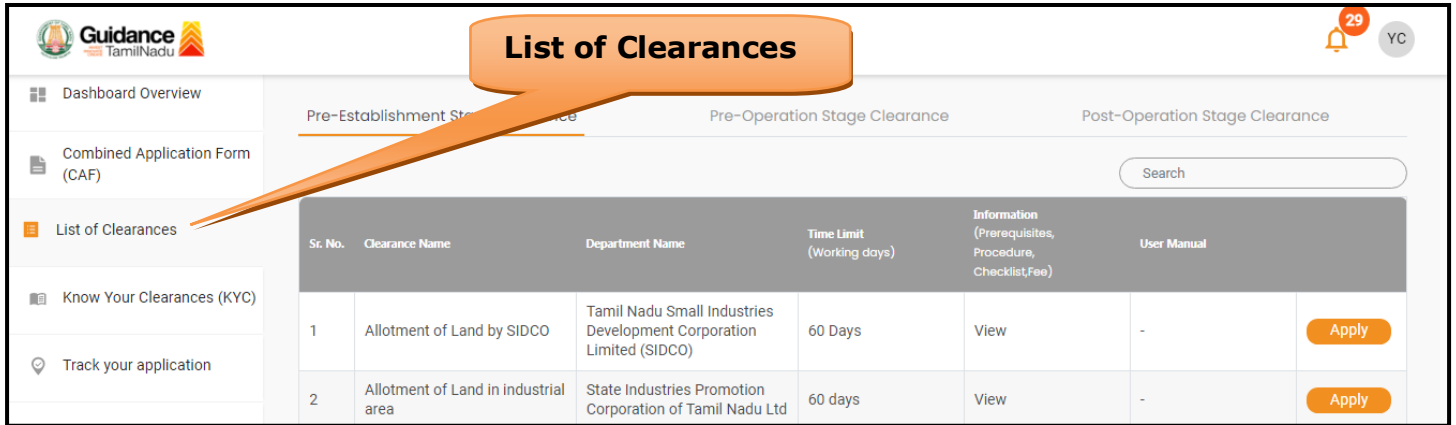 Guidance
TamilNadu
List of Clearances
29
YC
Dashboard Overview
Combined Application Form
(CAF)
List of Clearances
Know Your Clearances (KYC)
Track your application
Pre-Establishment St
Pre-Operation Stage Clearance
Post-Operation Stage Clearance
Search
Sr. No.
Clearance Name
Department Name
Time Limit
(Working days)
Information
(Prerequisites,
Procedure,
Checklist,Fee)
User Manual
1
Allotment of Land by SIDCO
Tamil Nadu Small Industries
Development Corporation
Limited (SIDCO)
60 Days
View
-
Apply
2
Allotment of Land in industrial
area
State Industries Promotion
Corporation of Tamil Nadu Ltd
60 days
View
-
Apply